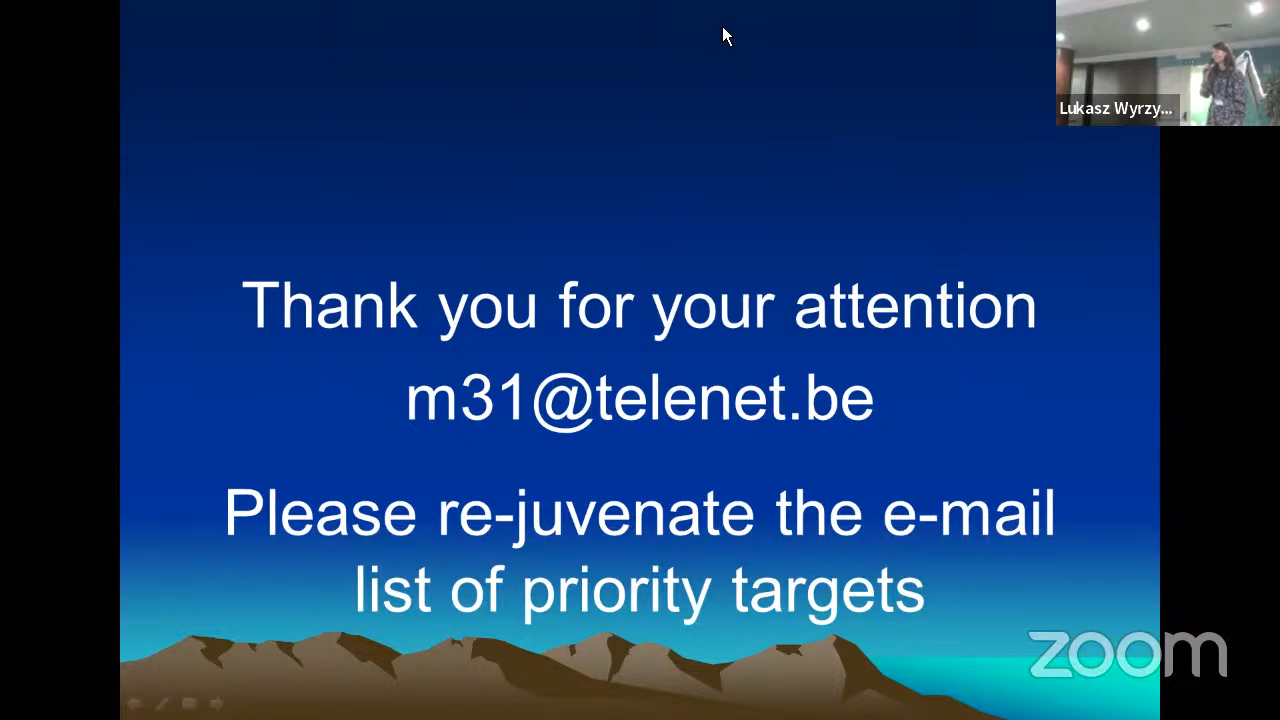 Lukasz Wyrzy...
Thank you for your attention
m31@telenet.be
Please re-juvenate the e-mail
list of priority targets
zoom